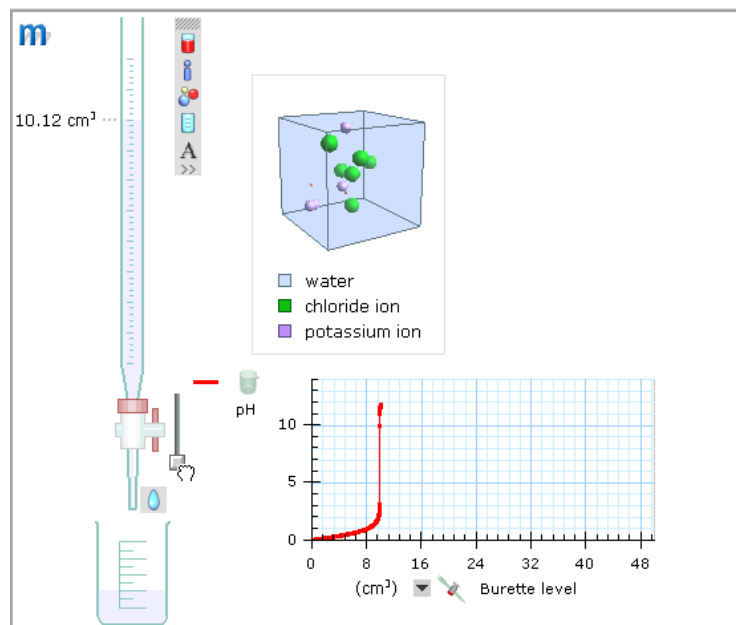 m
10.12 cm³
A
>>
water
chloride ion
potassium ion
pH
10
5
0
0 8 16 24 32 40 48
(cm³) Burette level